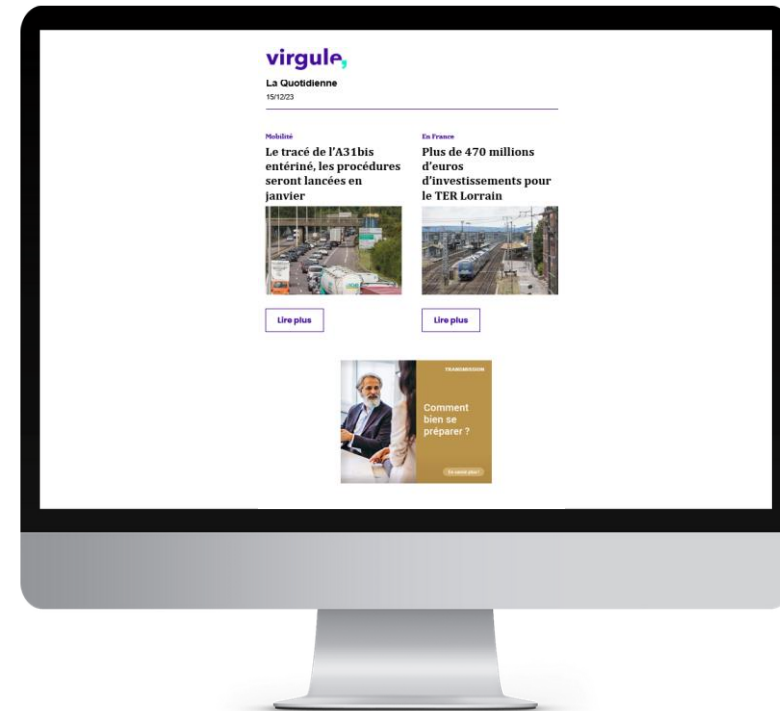 virgule,
La Quotidienne
15/12/23
Mobilité
Le tracé de l'A31bis
entériné, les procédures
seront lancées en
janvier
Lire plus
En France
Plus de 470 millions
d'euros
d'investissements pour
le TER Lorrain
Lire plus
TRANSMISSION
Comment
bien se
préparer ?
En savoir plus !